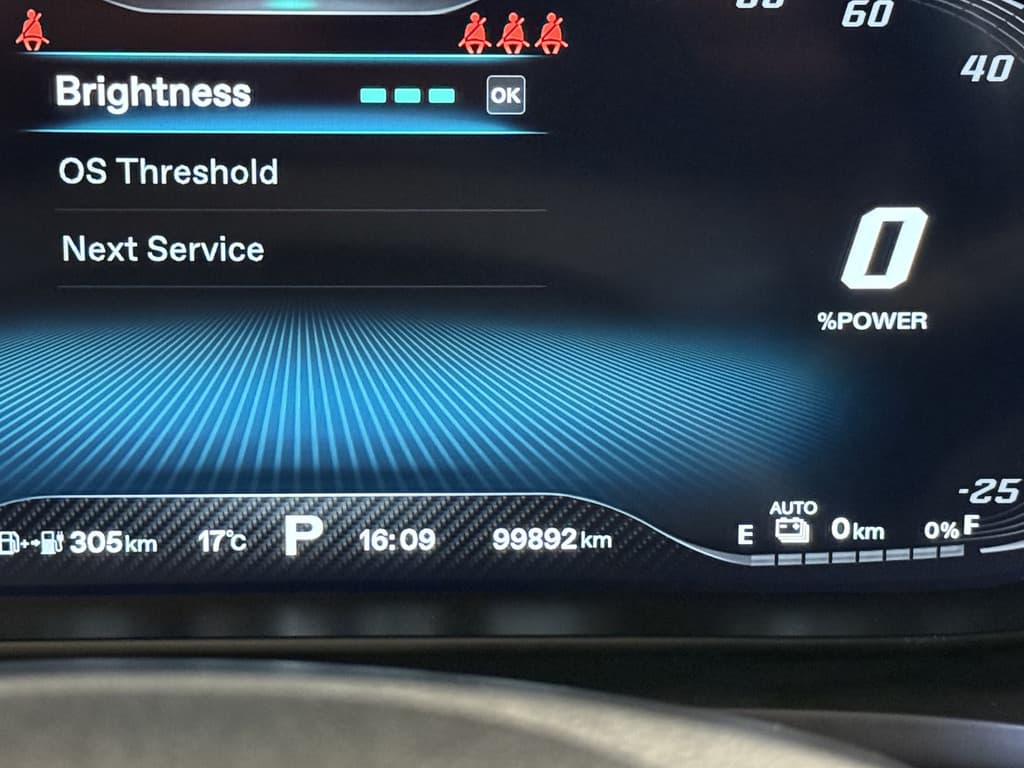 60
40
Brightness OK
OS Threshold
Next Service
0
%POWER
-25
305km 17°C P 16:09 99892km
AUTO
E 0km 0% F